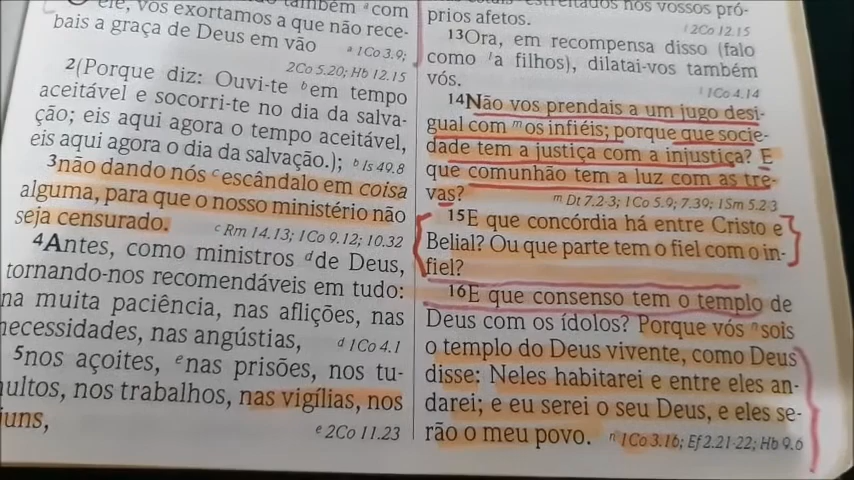 ele, vos exortamos a que não rece-
bais a graça de Deus em vão
a 1Co 3.9;
2Co 5.20; Hb 12.15
2(Porque diz: Ouvi-te b em tempo
aceitável e socorri-te no dia da salva-
ção; eis aqui agora o tempo aceitável,
eis aqui agora o dia da salvação.); b Is 49.8
3não dando nós c escândalo em coisa
alguma, para que o nosso ministério não
seja censurado. c Rm 14.13; 1Co 9.12; 10.32
4Antes, como ministros d de Deus,
tornando-nos recomendáveis em tudo:
na muita paciência, nas aflições, nas
necessidades, nas angústias, d 1Co 4.1
5nos açoites, e nas prisões, nos tu-
multos, nos trabalhos, nas vigílias, nos
juns,
e 2Co 11.23
estreitados nos vossos pró-
prios afetos. l 2Co 12.15
13Ora, em recompensa disso (falo
como l a filhos), dilatai-vos também
vós. l 1Co 4.14
14Não vos prendais a um jugo desi-
gual com m os infiéis; porque que socie-
dade tem a justiça com a injustiça? E
que comunhão tem a luz com as tre-
vas? m Dt 7.2-3; 1Co 5.9; 7.39; 1Sm 5.2-3
15E que concórdia há entre Cristo e
Belial? Ou que parte tem o fiel com o in-
fiel?
16E que consenso tem o templo de
Deus com os ídolos? Porque vós n sois
o templo do Deus vivente, como Deus
disse: Neles habitarei e entre eles an-
darei; e eu serei o seu Deus, e eles se-
rão o meu povo. n 1Co 3.16; Ef 2.21-22; Hb 9.6